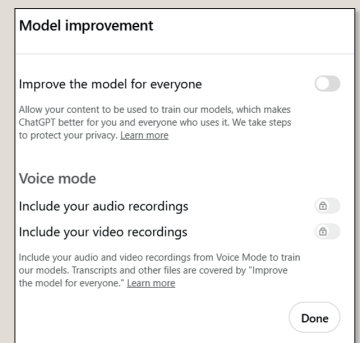 Model improvement
Improve the model for everyone
Allow your content to be used to train our models, which makes
ChatGPT better for you and everyone who uses it. We take steps
to protect your privacy. Learn more
Voice mode
Include your audio recordings
Include your video recordings
Include your audio and video recordings from Voice Mode to train
our models. Transcripts and other files are covered by "Improve
the model for everyone." Learn more
Done